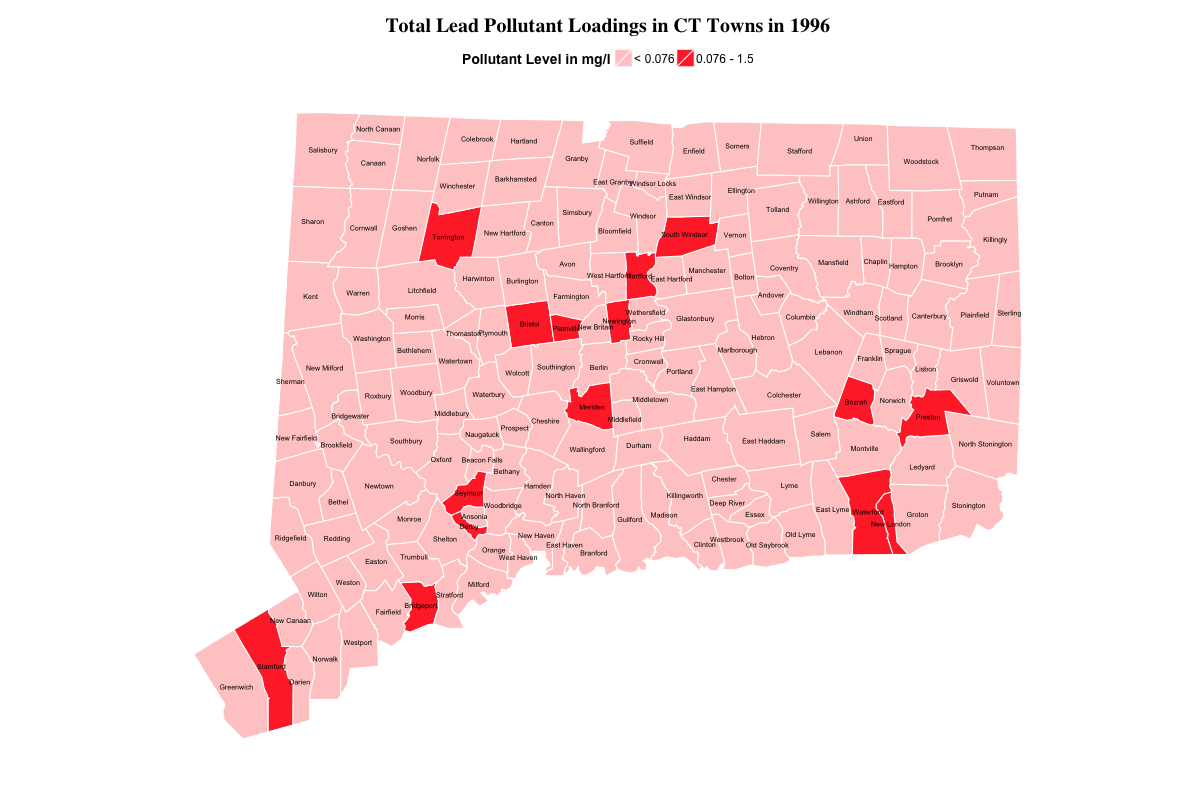 Total Lead Pollutant Loadings in CT Towns in 1996
Pollutant Level in mg/l < 0.076 0.076 - 1.5
North Canaan
Colebrook
Hartland
Salisbury
Canaan
Norfolk
Granby
Suffield
Enfield
Somers
Stafford
Union
Woodstock
Thompson
Winchester
Barkhamsted
East Granby
Windsor Locks
East Windsor
Ellington
Tolland
Willington
Ashford
Eastford
Putnam
Sharon
Cornwall
Goshen
Torrington
New Hartford
Canton
Simsbury
Bloomfield
Windsor
South Windsor
Vernon
Pomfret
Killingly
Kent
Warren
Litchfield
Harwinton
Burlington
Avon
West Hartford
Hartford
East Hartford
Manchester
Bolton
Coventry
Mansfield
Chaplin
Hampton
Brooklyn
Farmington
Andover
Morris
Bristol
Plainville
New Britain
Newington
Wethersfield
Glastonbury
Columbia
Windham
Scotland
Canterbury
Plainfield
Sterling
Washington
Bethlehem
Thomaston
Plymouth
Rocky Hill
Hebron
Marlborough
Lebanon
Franklin
Sprague
Lisbon
Griswold
Voluntown
New Milford
Watertown
Wolcott
Southington
Berlin
Cromwell
Portland
Sherman
Roxbury
Woodbury
Waterbury
East Hampton
Colchester
Bozrah
Norwich
Preston
Bridgewater
Middlebury
Cheshire
Meriden
Middletown
Middlefield
New Fairfield
Brookfield
Southbury
Naugatuck
Prospect
Wallingford
Durham
Haddam
East Haddam
Salem
Montville
North Stonington
Oxford
Beacon Falls
Bethany
Ledyard
Danbury
Bethel
Newtown
Seymour
Woodbridge
Hamden
North Haven
North Branford
Guilford
Madison
Killingworth
Chester
Deep River
Essex
Lyme
East Lyme
Waterford
New London
Groton
Stonington
Monroe
Ansonia
Derby
Ridgefield
Redding
Shelton
Orange
New Haven
West Haven
East Haven
Branford
Clinton
Westbrook
Old Saybrook
Old Lyme
Easton
Trumbull
Weston
Wilton
Milford
Stratford
Bridgeport
Fairfield
New Canaan
Westport
Norwalk
Stamford
Darien
Greenwich